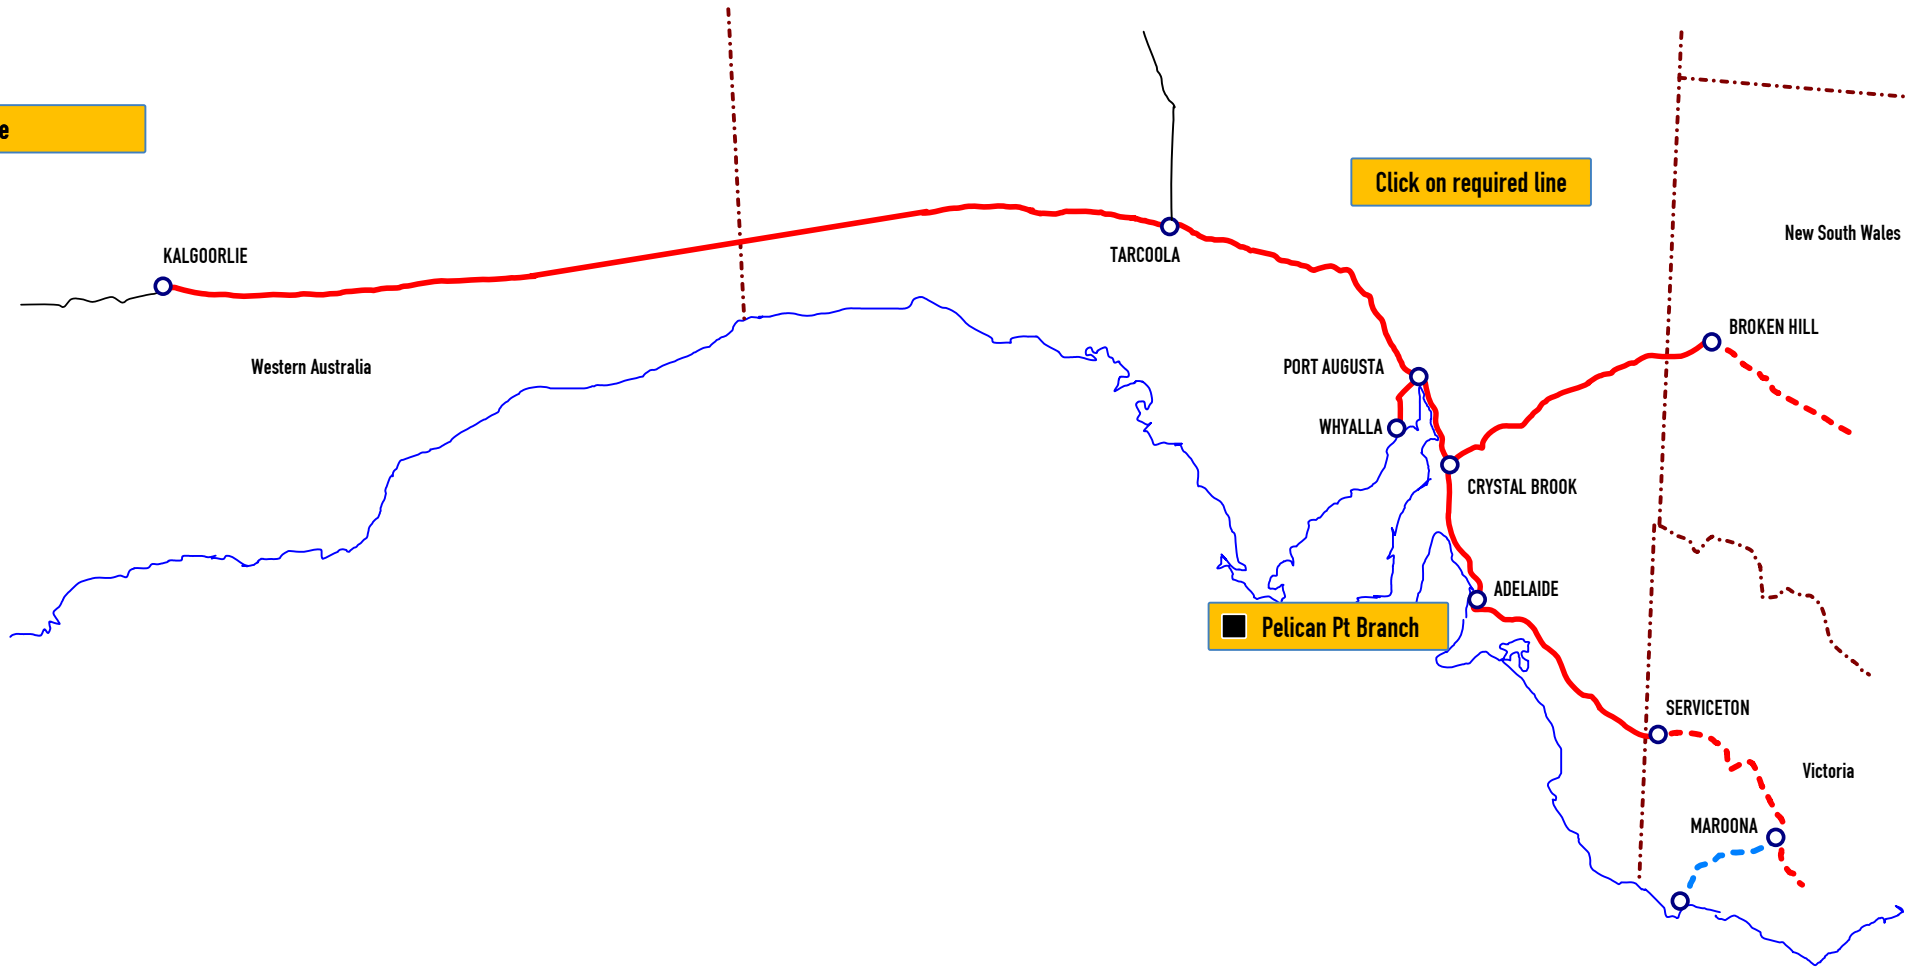 e
Click on required line
New South Wales
KALGOORLIE
TARCOOLA
BROKEN HILL
Western Australia
PORT AUGUSTA
WHYALLA
CRYSTAL BROOK
ADELAIDE
Pelican Pt Branch
SERVICETON
Victoria
MAROONA